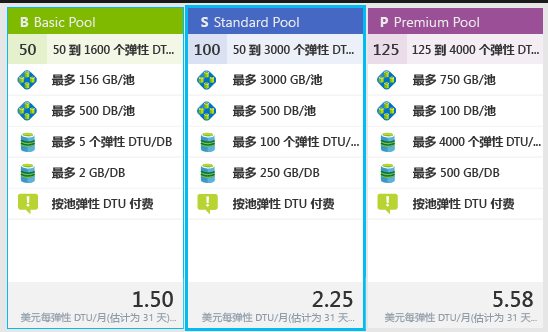 B Basic Pool
50 50 到 1600 个弹性 DT...
最多 156 GB/池
最多 500 DB/池
最多 5 个弹性 DTU/DB
最多 2 GB/DB
按池弹性 DTU 付费
1.50
美元每弹性 DTU/月(估计为 31 天)...
S Standard Pool
100 50 到 3000 个弹性 DT...
最多 3000 GB/池
最多 500 DB/池
最多 100 个弹性 DTU/...
最多 250 GB/DB
按池弹性 DTU 付费
2.25
美元每弹性 DTU/月(估计为 31 天...
P Premium Pool
125 125 到 4000 个弹性 DT...
最多 750 GB/池
最多 100 DB/池
最多 4000 个弹性 DTU/...
最多 500 GB/DB
按池弹性 DTU 付费
5.58
美元每弹性 DTU/月(估计为 31 天)...